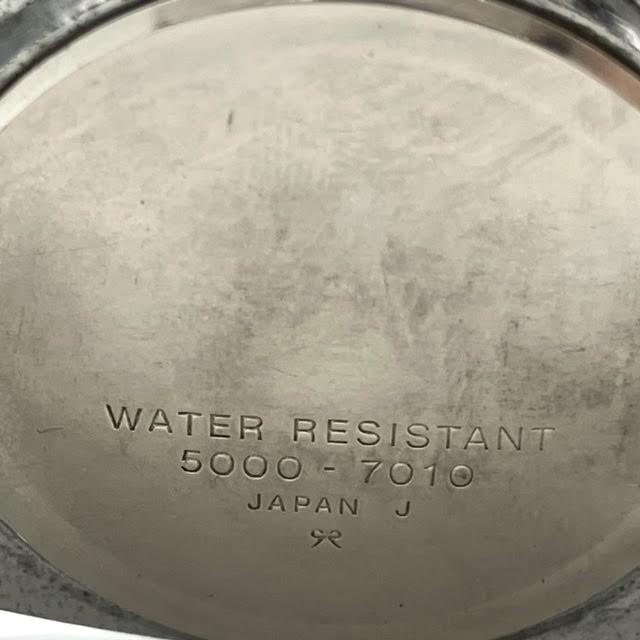 WATER RESISTANT
5000 - 7010
JAPAN J